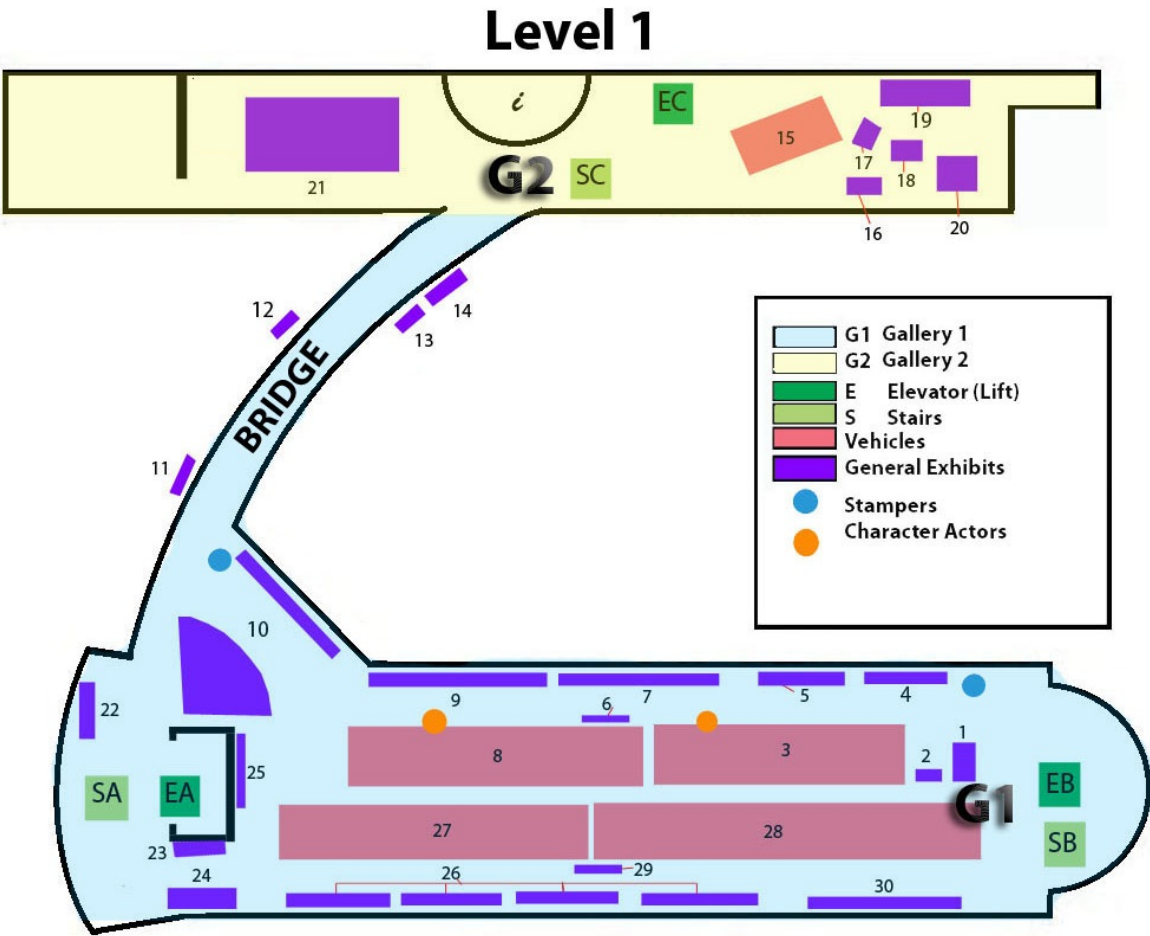 Level 1
i
EC
15
19
17
18
21
G2
SC
16
20
12
14
13
BRIDGE
11
G1 Gallery 1
G2 Gallery 2
E Elevator (Lift)
S Stairs
Vehicles
General Exhibits
Stampers
Character Actors
10
22
9
6
7
5
4
8
3
2
1
25
SA
EA
G1
EB
27
28
SB
23
24
26
29
30